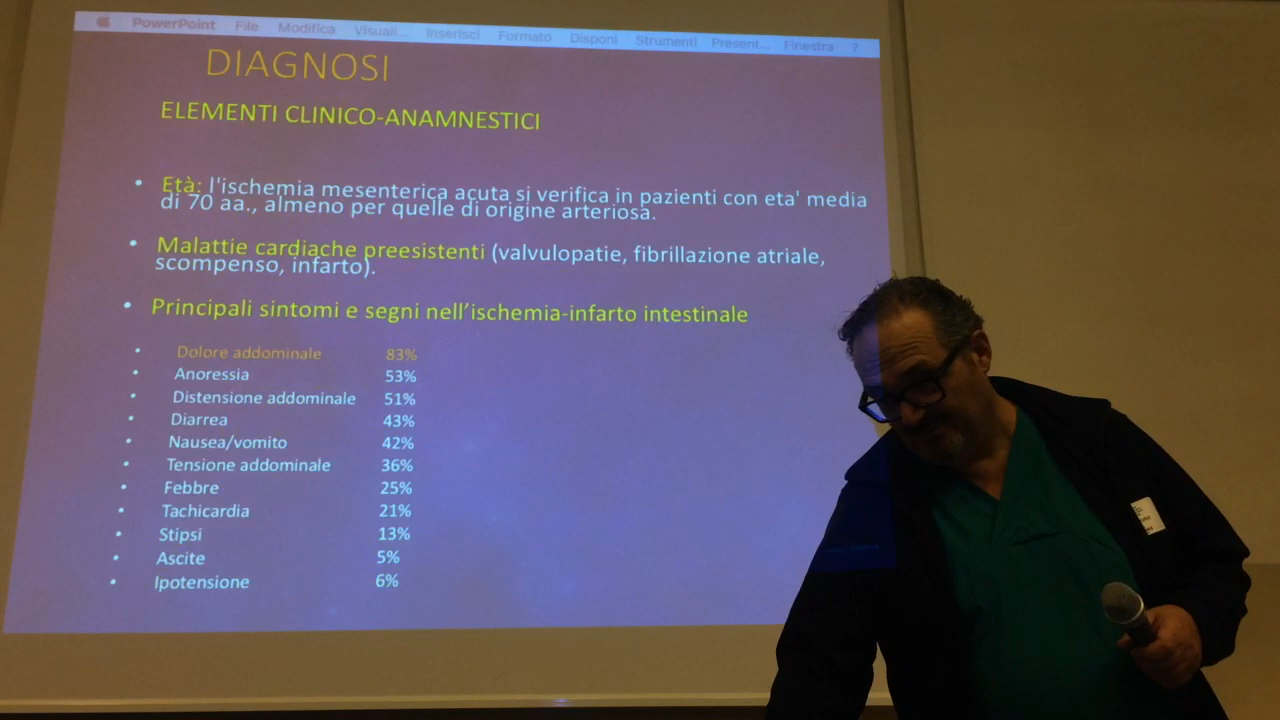 PowerPoint File Modifica Visuali... Inserisci Formato Disponi Strumenti Present... Finestra ?
DIAGNOSI
ELEMENTI CLINICO-ANAMNESTICI
• Età: l'ischemia mesenterica acuta si verifica in pazienti con eta' media
di 70 aa., almeno per quelle di origine arteriosa.
• Malattie cardiache preesistenti (valvulopatie, fibrillazione atriale,
scompenso, infarto).
• Principali sintomi e segni nell'ischemia-infarto intestinale
• Dolore addominale 83%
• Anoressia 53%
• Distensione addominale 51%
• Diarrea 43%
• Nausea/vomito 42%
• Tensione addominale 36%
• Febbre 25%
• Tachicardia 21%
• Stipsi 13%
• Ascite 5%
• Ipotensione 6%